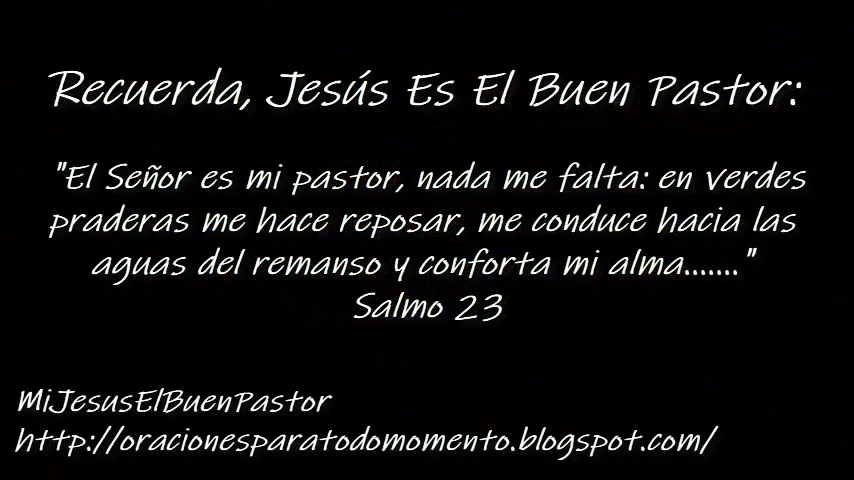 Recuerda, Jesús Es El Buen Pastor:
"El Señor es mi pastor, nada me falta: en verdes
praderas me hace reposar, me conduce hacia las
aguas del remanso y conforta mi alma......."
Salmo 23
MiJesusElBuenPastor
http://oracionesparatodomomento.blogspot.com/